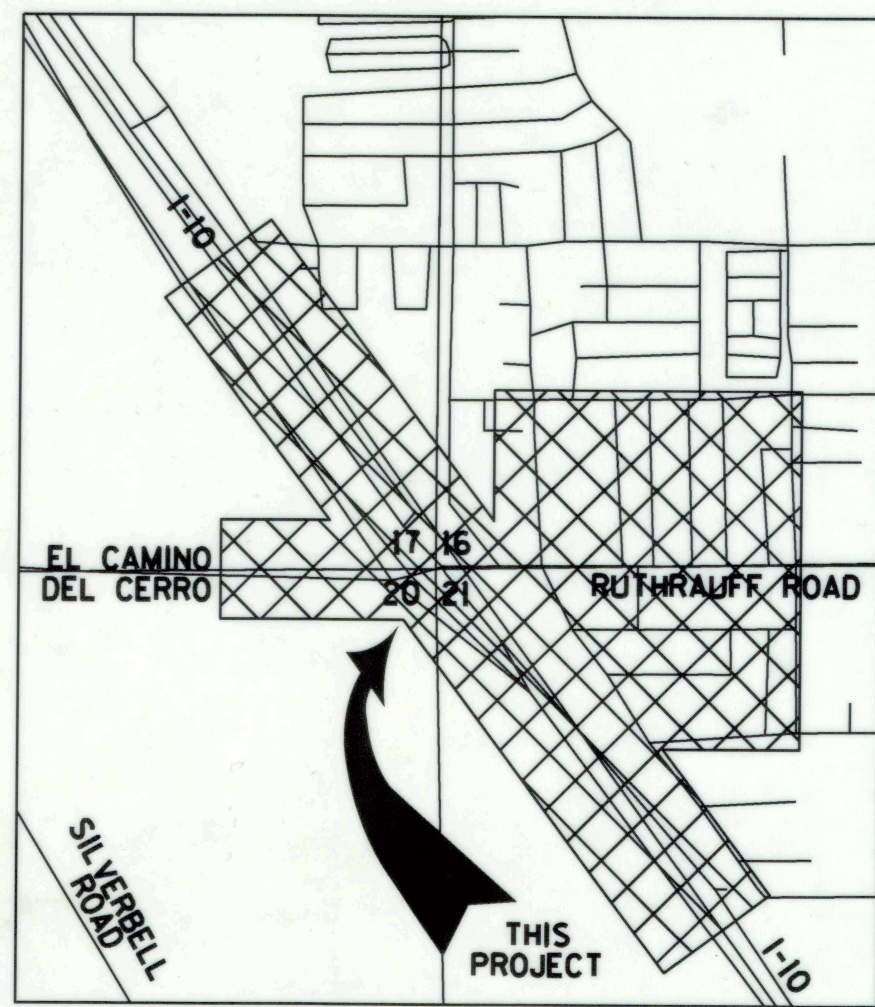 I-10
17 16
EL CAMINO
DEL CERRO
20 21
RUTHRAUFF ROAD
SILVERBELL
ROAD
THIS
PROJECT
I-10